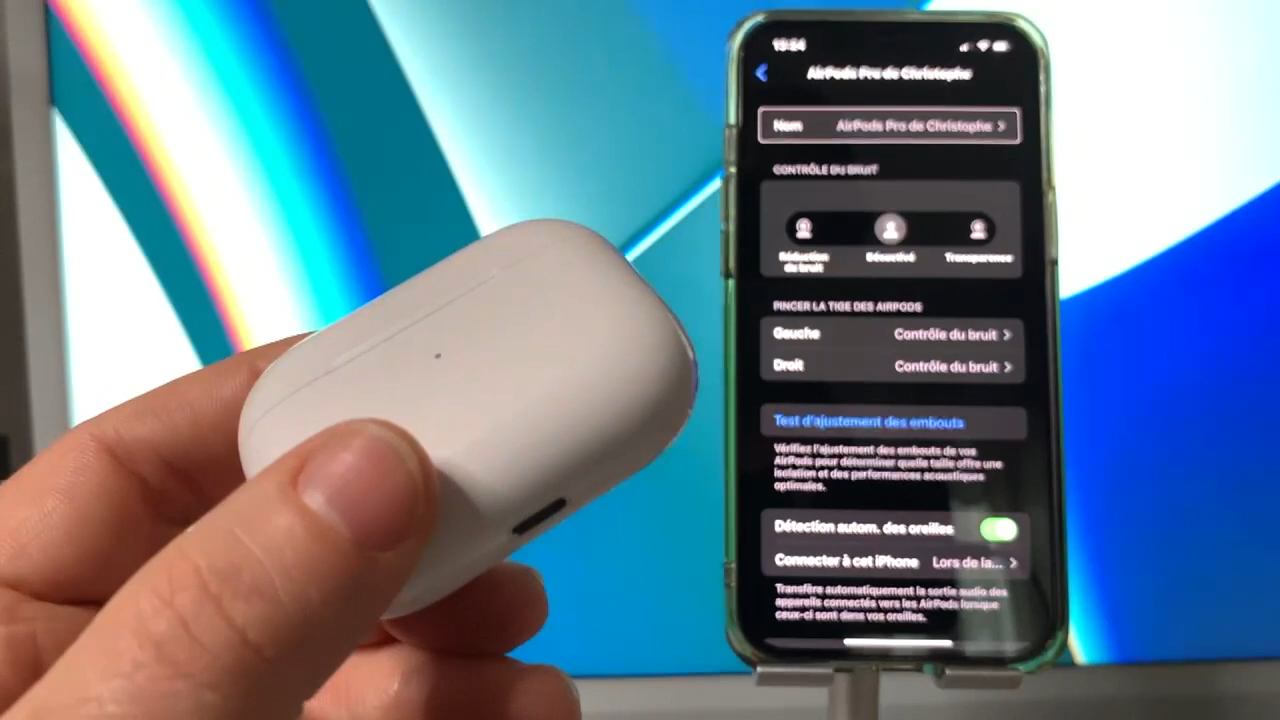 13:54
AirPods Pro de Christophe
Nom AirPods Pro de Christophe
CONTRÔLE DU BRUIT
Réduction du bruit Désactivé Transparence
PINCER LA TIGE DES AIRPODS
Gauche Contrôle du bruit
Droit Contrôle du bruit
Test d'ajustement des embouts
Vérifiez l'ajustement des embouts de vos
AirPods pour déterminer quelle taille offre une
isolation et des performances acoustiques
optimales.
Détection autom. des oreilles
Connecter à cet iPhone Lors de la...
Transfère automatiquement la sortie audio des
appareils connectés vers les AirPods lorsque
ceux-ci sont dans vos oreilles.